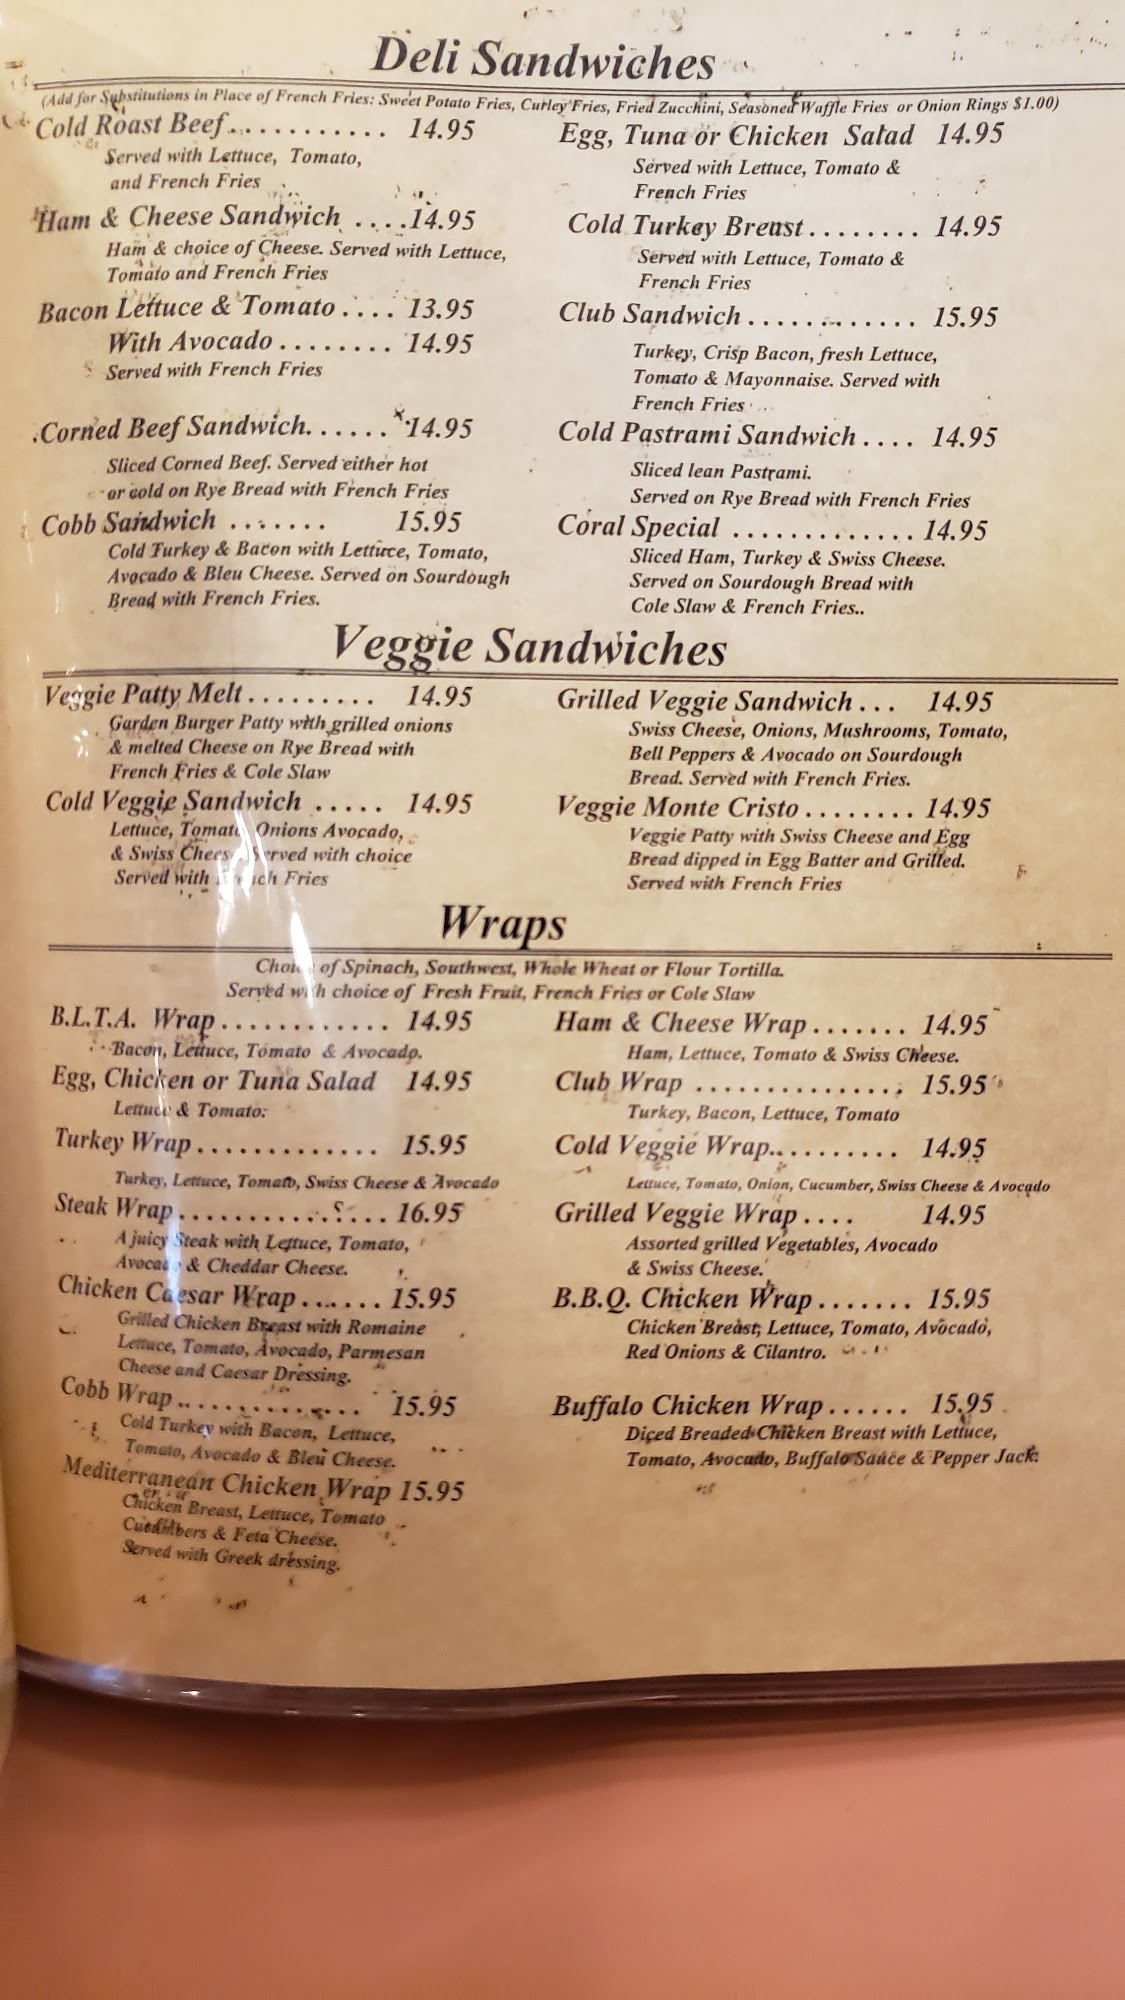 Deli Sandwiches
(Add for Substitutions in Place of French Fries: Sweet Potato Fries, Curley Fries, Fried Zucchini, Seasoned Waffle Fries or Onion Rings $1.00)
Cold Roast Beef........... 14.95
Served with Lettuce, Tomato,
and French Fries
Ham & Cheese Sandwich ....14.95
Ham & choice of Cheese. Served with Lettuce,
Tomato and French Fries
Bacon Lettuce & Tomato.... 13.95
With Avocado........ 14.95
Served with French Fries
.Corned Beef Sandwich...... 14.95
Sliced Corned Beef. Served either hot
or cold on Rye Bread with French Fries
Cobb Sandwich ....... 15.95
Cold Turkey & Bacon with Lettuce, Tomato,
Avocado & Bleu Cheese. Served on Sourdough
Bread with French Fries.
Egg, Tuna or Chicken Salad 14.95
Served with Lettuce, Tomato &
French Fries
Cold Turkey Breast........ 14.95
Served with Lettuce, Tomato &
French Fries
Club Sandwich............ 15.95
Turkey, Crisp Bacon, fresh Lettuce,
Tomato & Mayonnaise. Served with
French Fries
Cold Pastrami Sandwich.... 14.95
Sliced lean Pastrami.
Served on Rye Bread with French Fries
Coral Special .............14.95
Sliced Ham, Turkey & Swiss Cheese.
Served on Sourdough Bread with
Cole Slaw & French Fries..
Veggie Sandwiches
Veggie Patty Melt......... 14.95
Garden Burger Patty with grilled onions
& melted Cheese on Rye Bread with
French Fries & Cole Slaw
Cold Veggie Sandwich ..... 14.95
Lettuce, Tomato, Onions Avocado,
& Swiss Cheese. Served with choice
Served with French Fries
Grilled Veggie Sandwich... 14.95
Swiss Cheese, Onions, Mushrooms, Tomato,
Bell Peppers & Avocado on Sourdough
Bread. Served with French Fries.
Veggie Monte Cristo........14.95
Veggie Patty with Swiss Cheese and Egg
Bread dipped in Egg Batter and Grilled.
Served with French Fries
Wraps
Choice of Spinach, Southwest, Whole Wheat or Flour Tortilla.
Served with choice of Fresh Fruit, French Fries or Cole Slaw
B.L.T.A. Wrap............ 14.95
Bacon, Lettuce, Tomato & Avocado.
Egg, Chicken or Tuna Salad 14.95
Lettuce & Tomato.
Turkey Wrap............. 15.95
Turkey, Lettuce, Tomato, Swiss Cheese & Avocado
Steak Wrap............... 16.95
A juicy Steak with Lettuce, Tomato,
Avocado & Cheddar Cheese.
Chicken Caesar Wrap...... 15.95
Grilled Chicken Breast with Romaine
Lettuce, Tomato, Avocado, Parmesan
Cheese and Caesar Dressing.
Cobb Wrap............. 15.95
Cold Turkey with Bacon, Lettuce,
Tomato, Avocado & Bleu Cheese.
Mediterranean Chicken Wrap 15.95
Chicken Breast, Lettuce, Tomato
Cucumbers & Feta Cheese.
Served with Greek dressing.
Ham & Cheese Wrap....... 14.95
Ham, Lettuce, Tomato & Swiss Cheese.
Club Wrap ............... 15.95
Turkey, Bacon, Lettuce, Tomato
Cold Veggie Wrap.......... 14.95
Lettuce, Tomato, Onion, Cucumber, Swiss Cheese & Avocado
Grilled Veggie Wrap.... 14.95
Assorted grilled Vegetables, Avocado
& Swiss Cheese.
B.B.Q. Chicken Wrap....... 15.95
Chicken Breast, Lettuce, Tomato, Avocado,
Red Onions & Cilantro.
Buffalo Chicken Wrap...... 15.95
Diced Breaded Chicken Breast with Lettuce,
Tomato, Avocado, Buffalo Sauce & Pepper Jack.